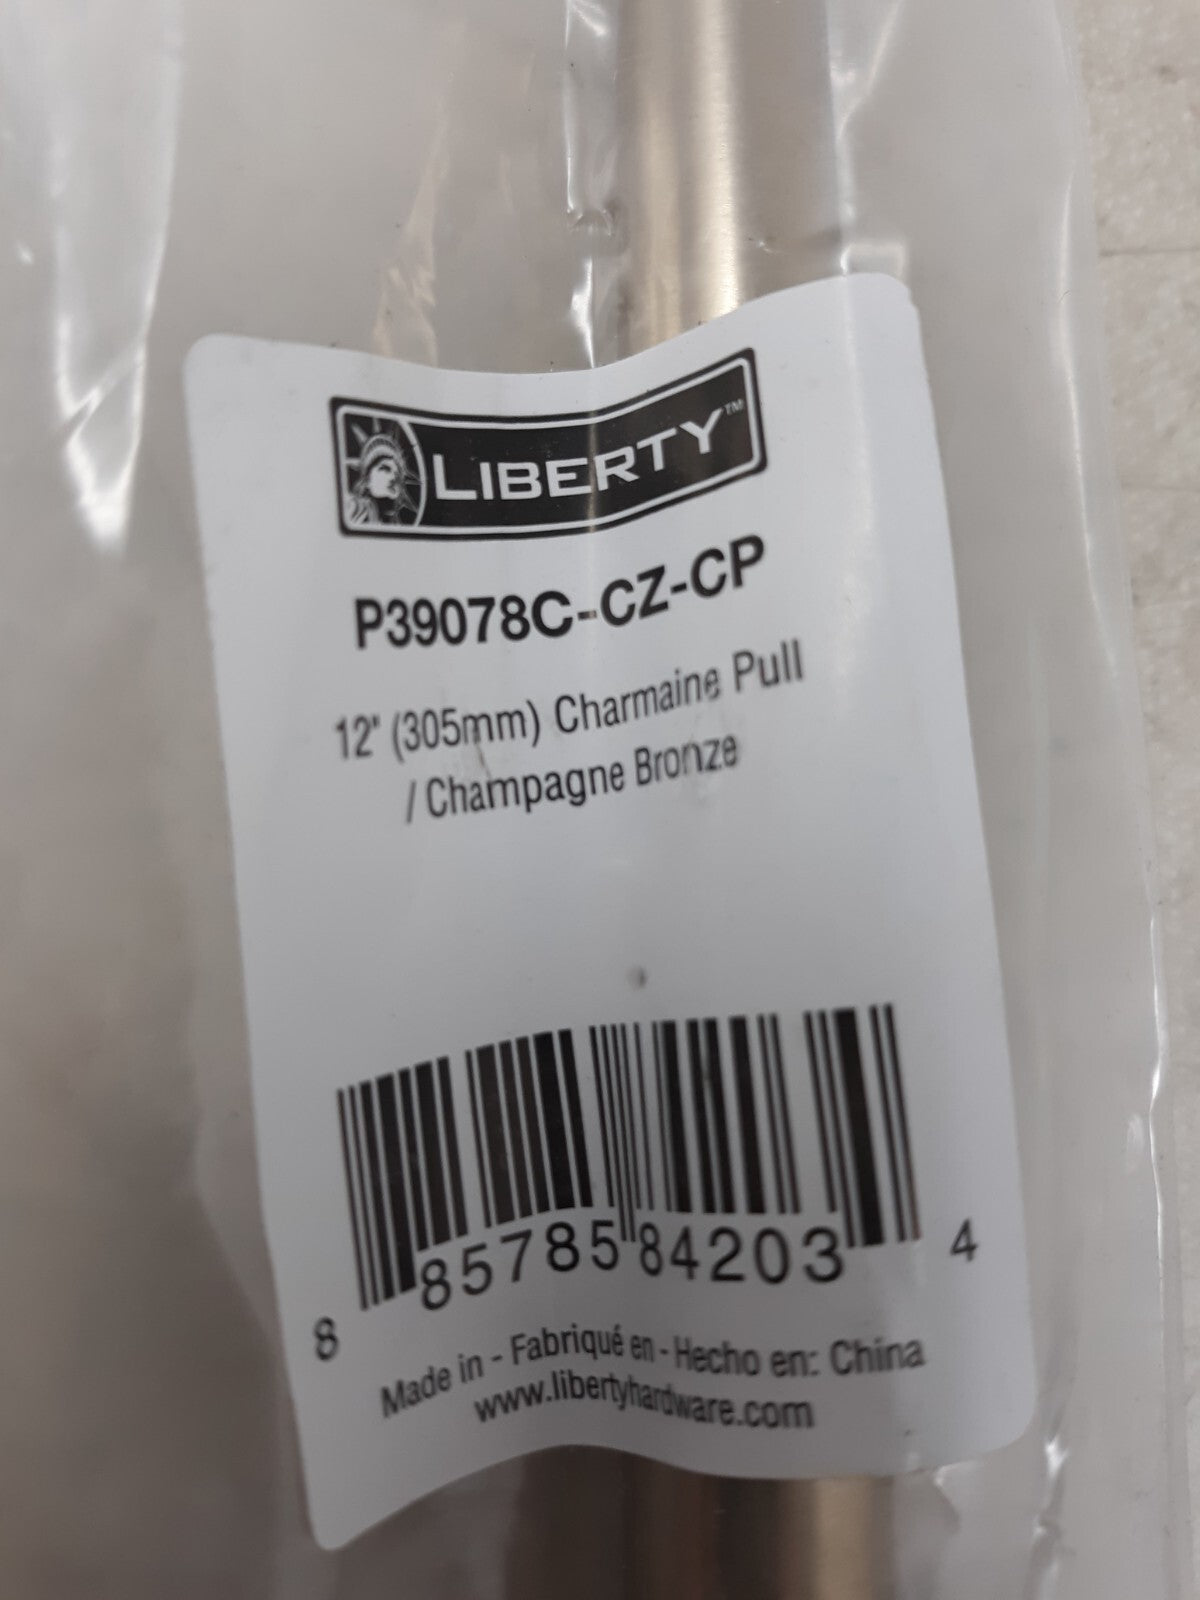 LIBERTY™
P39078C-CZ-CP
12" (305mm) Charmaine Pull
/ Champagne Bronze
8 85785 84203 4
Made in - Fabriqué en - Hecho en: China
www.libertyhardware.com